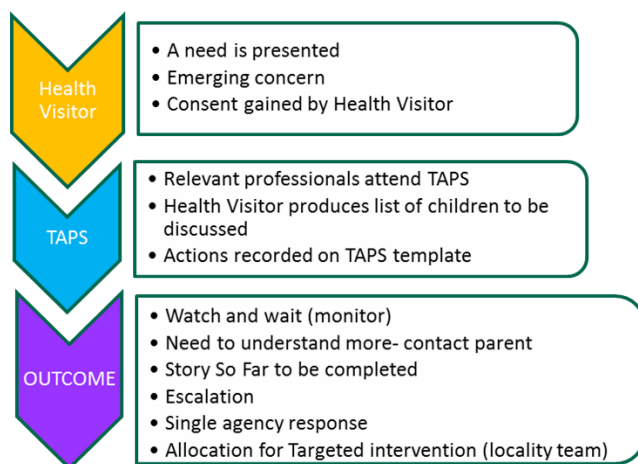 Health
Visitor
• A need is presented
• Emerging concern
• Consent gained by Health Visitor
TAPS
• Relevant professionals attend TAPS
• Health Visitor produces list of children to be
discussed
• Actions recorded on TAPS template
OUTCOME
• Watch and wait (monitor)
• Need to understand more- contact parent
• Story So Far to be completed
• Escalation
• Single agency response
• Allocation for Targeted intervention (locality team)